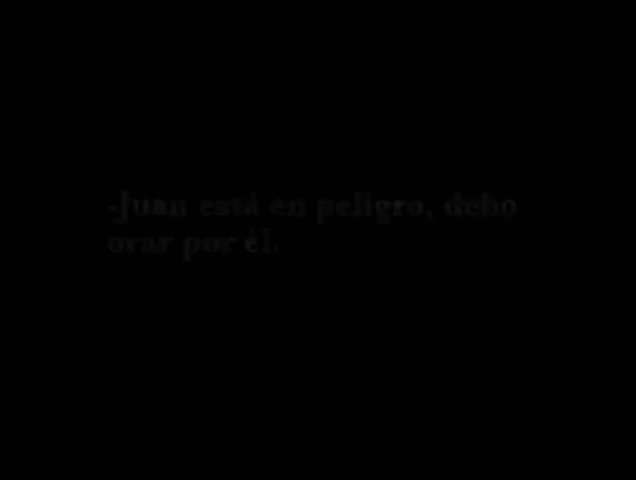 -Juan está en peligro, debo
orar por él.